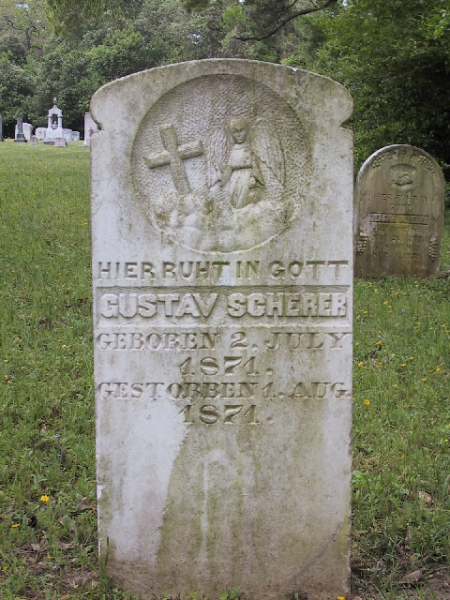 HIER RUHT IN GOTT
GUSTAV SCHERER
GEBOREN 2. JULY
1871.
GESTORBEN 1. AUG.
1871.